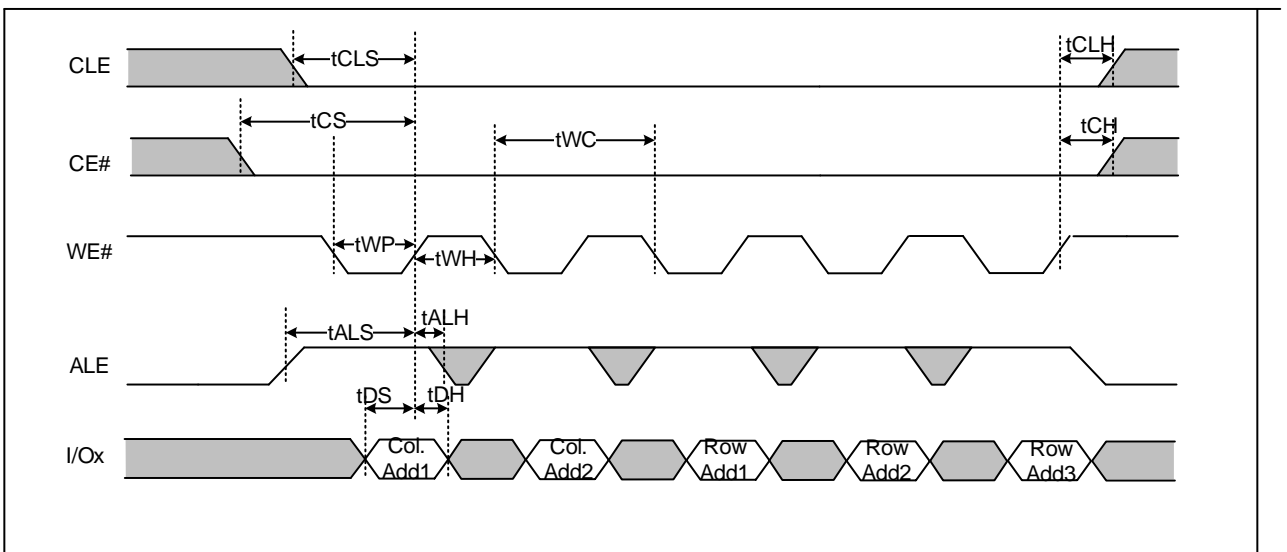 CLE
tCLS
tCLH
CE#
tCS
tWC
tCH
WE#
tWP
tWH
ALE
tALS
tALH
tDS
tDH
I/Ox
Col.
Add1
Col.
Add2
Row
Add1
Row
Add2
Row
Add3